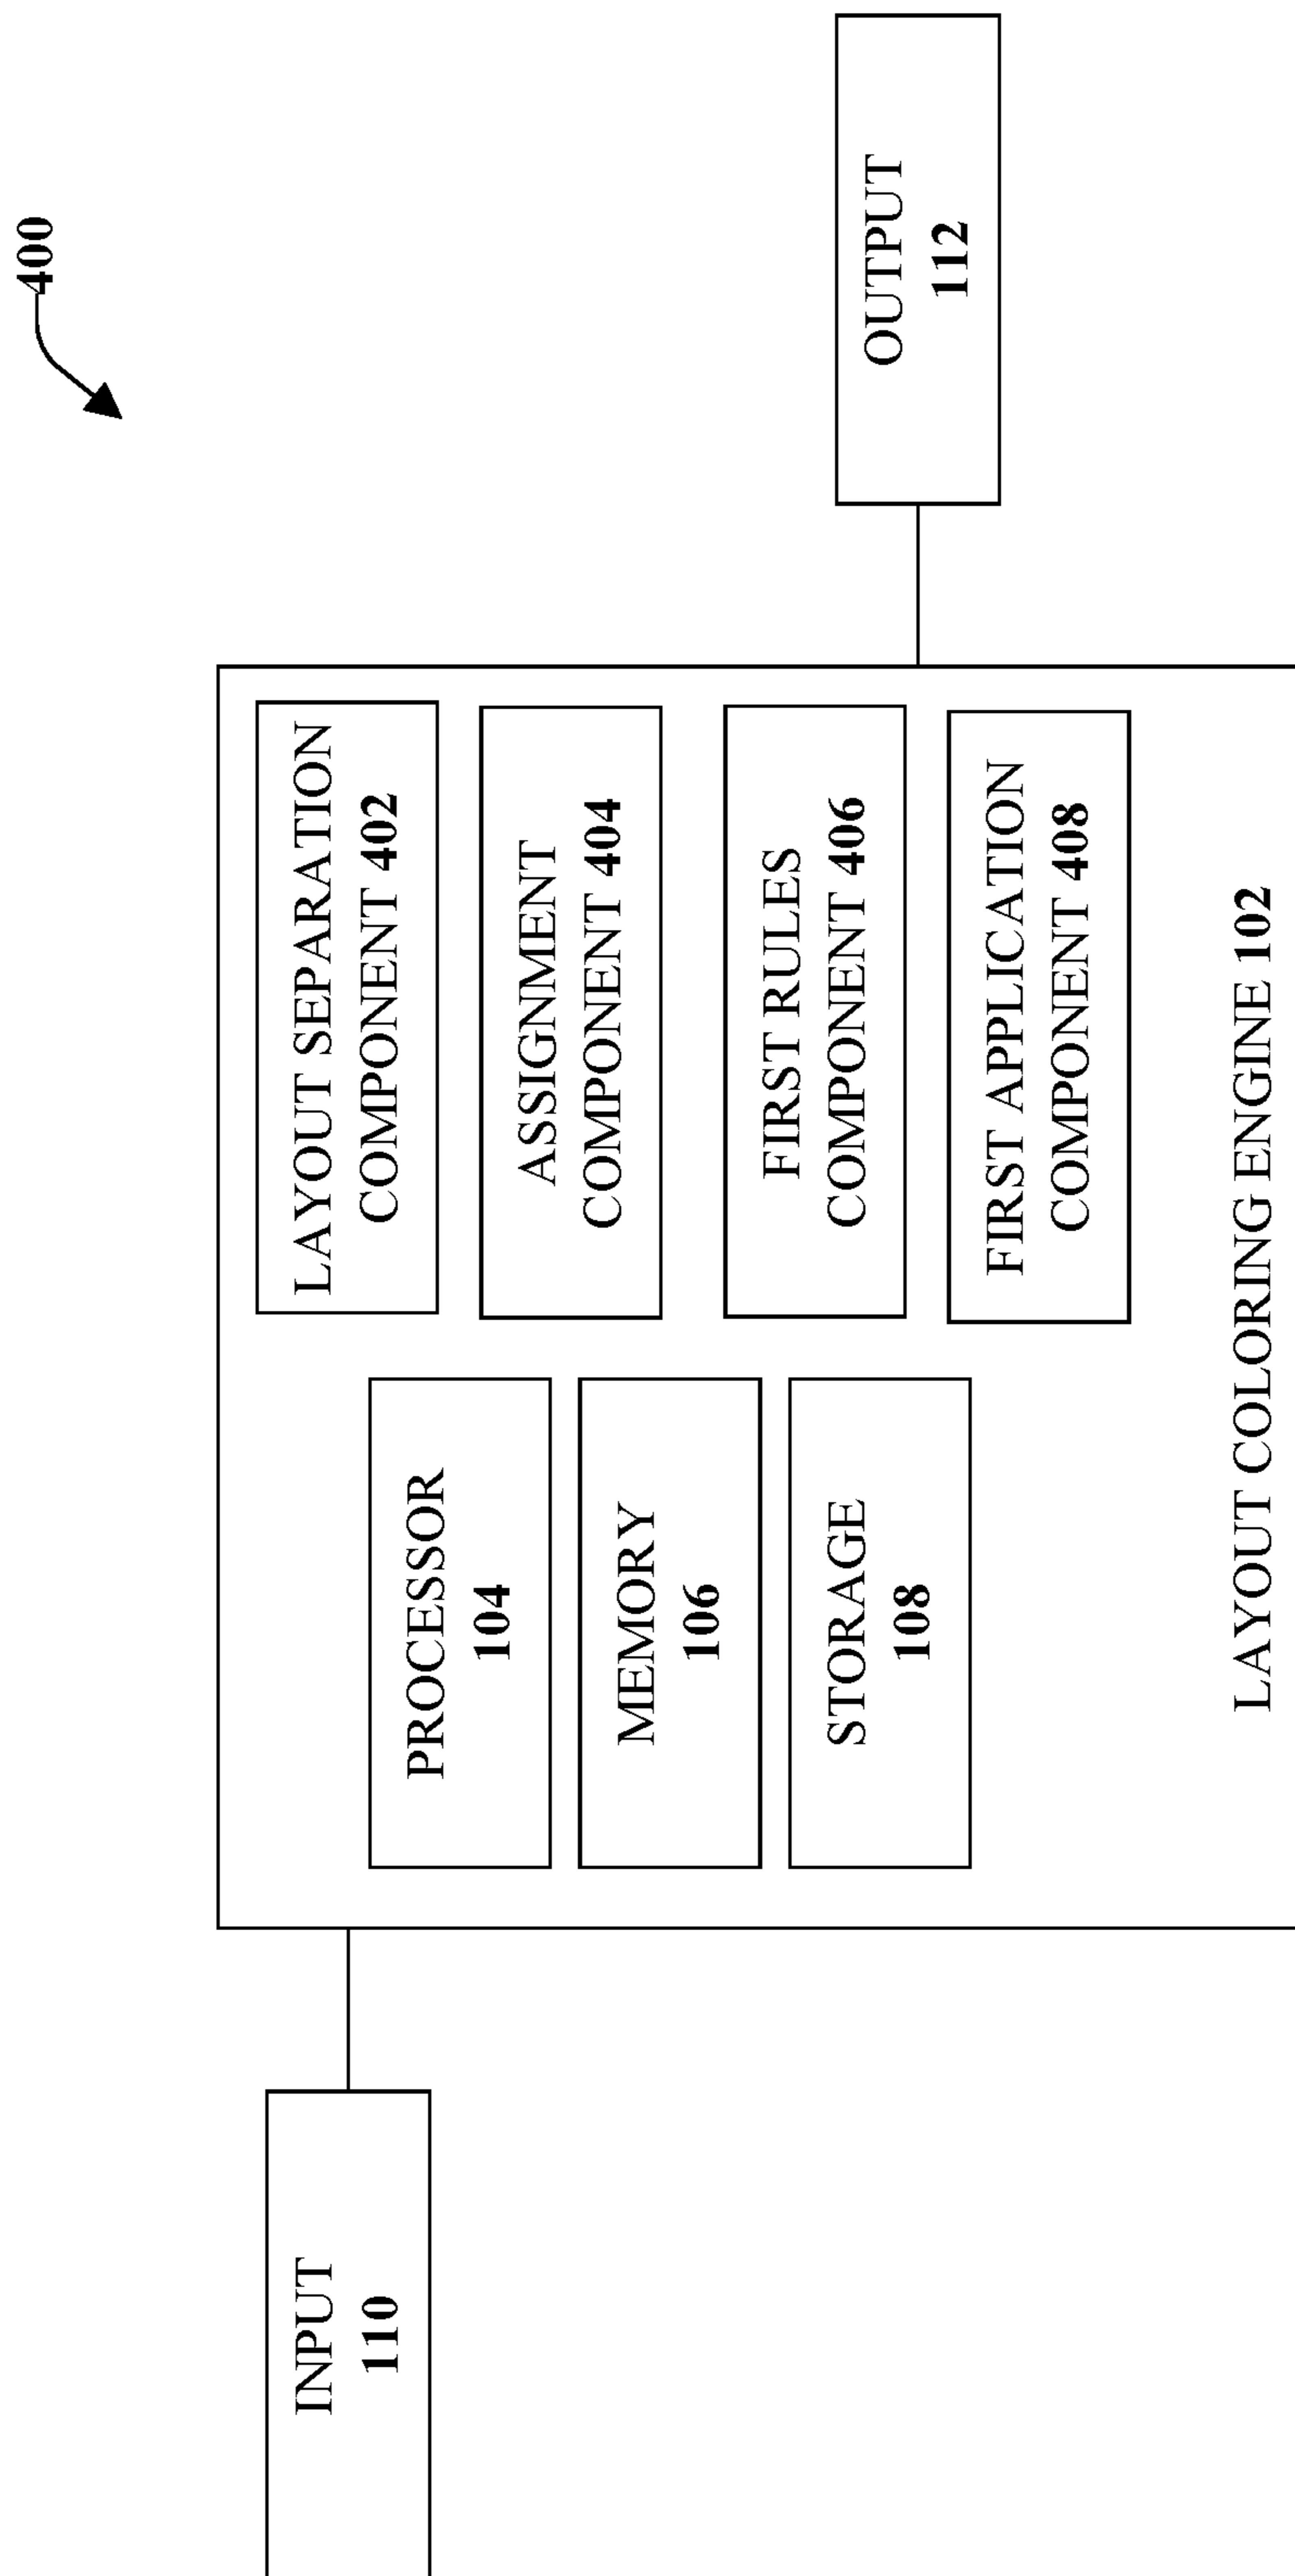 400
INPUT
110
PROCESSOR
104
MEMORY
106
STORAGE
108
LAYOUT SEPARATION
COMPONENT 402
ASSIGNMENT
COMPONENT 404
FIRST RULES
COMPONENT 406
FIRST APPLICATION
COMPONENT 408
LAYOUT COLORING ENGINE 102
OUTPUT
112